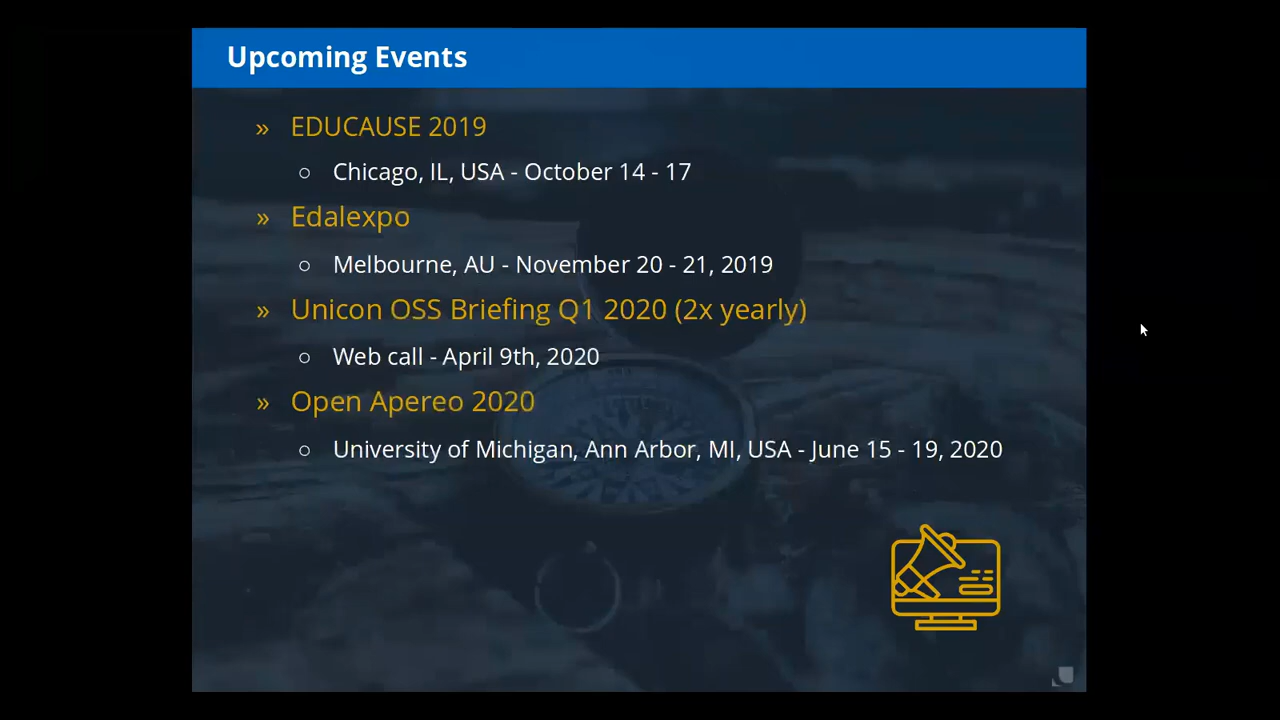 Upcoming Events
» EDUCAUSE 2019
○ Chicago, IL, USA - October 14 - 17
» Edalexpo
○ Melbourne, AU - November 20 - 21, 2019
» Unicon OSS Briefing Q1 2020 (2x yearly)
○ Web call - April 9th, 2020
» Open Apereo 2020
○ University of Michigan, Ann Arbor, MI, USA - June 15 - 19, 2020